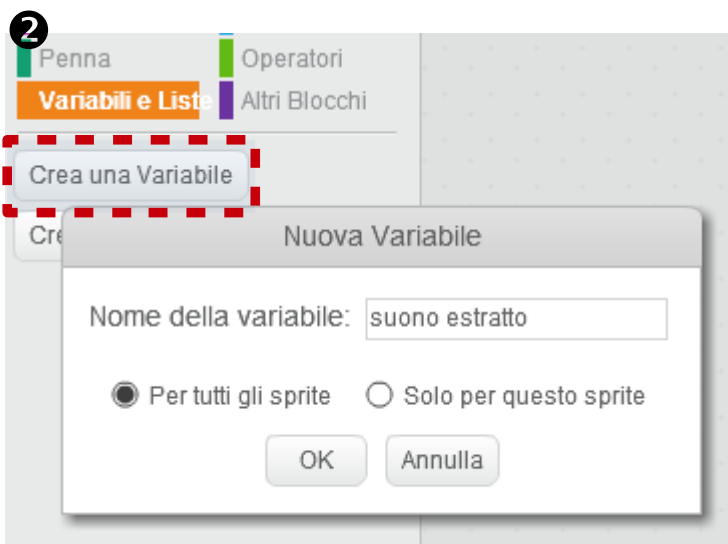 2
Penna Operatori
Variabili e Liste Altri Blocchi
Crea una Variabile
Cre
Nuova Variabile
Nome della variabile: suono estratto
Per tutti gli sprite Solo per questo sprite
OK Annulla